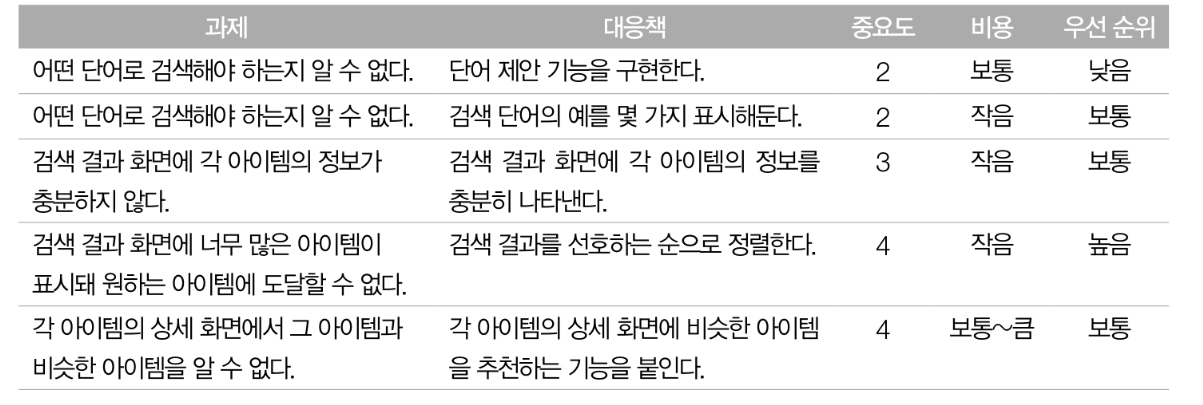 과제 대응책 중요도 비용 우선 순위
어떤 단어로 검색해야 하는지 알 수 없다. 단어 제안 기능을 구현한다. 2 보통 낮음
어떤 단어로 검색해야 하는지 알 수 없다. 검색 단어의 예를 몇 가지 표시해둔다. 2 작음 보통
검색 결과 화면에 각 아이템의 정보가 검색 결과 화면에 각 아이템의 정보를 3 작음 보통
충분하지 않다. 충분히 나타낸다.
검색 결과 화면에 너무 많은 아이템이 검색 결과를 선호하는 순으로 정렬한다. 4 작음 높음
표시돼 원하는 아이템에 도달할 수 없다.
각 아이템의 상세 화면에서 그 아이템과 각 아이템의 상세 화면에 비슷한 아이템 4 보통~큼 보통
비슷한 아이템을 알 수 없다. 을 추천하는 기능을 붙인다.